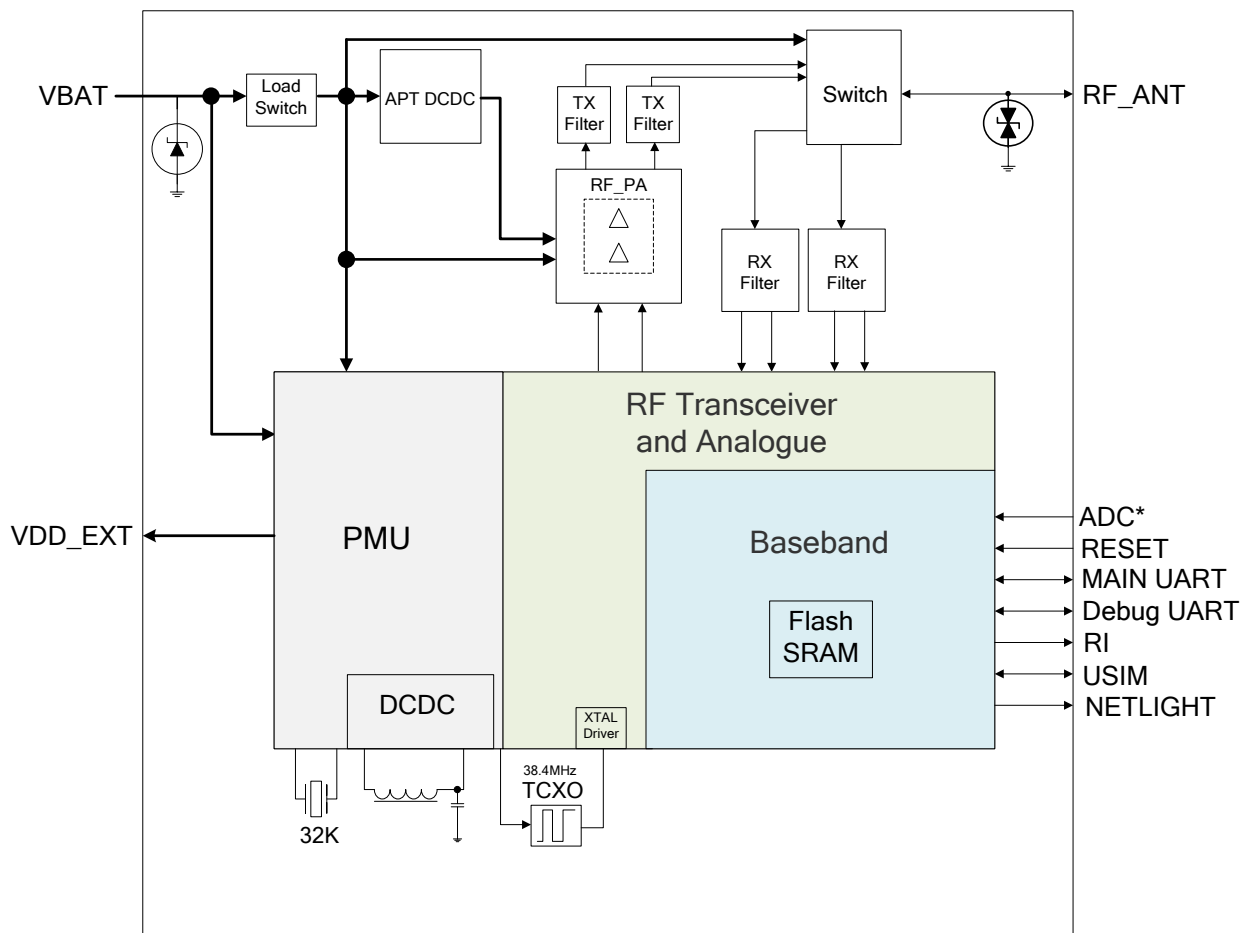 VBAT
Load
Switch
APT DCDC
TX
Filter
TX
Filter
Switch
RF_ANT
RF_PA
RX
Filter
RX
Filter
RF Transceiver
and Analogue
VDD_EXT
PMU
Baseband
Flash
SRAM
ADC*
RESET
MAIN UART
Debug UART
RI
USIM
NETLIGHT
DCDC
XTAL
Driver
32K
38.4MHz
TCXO